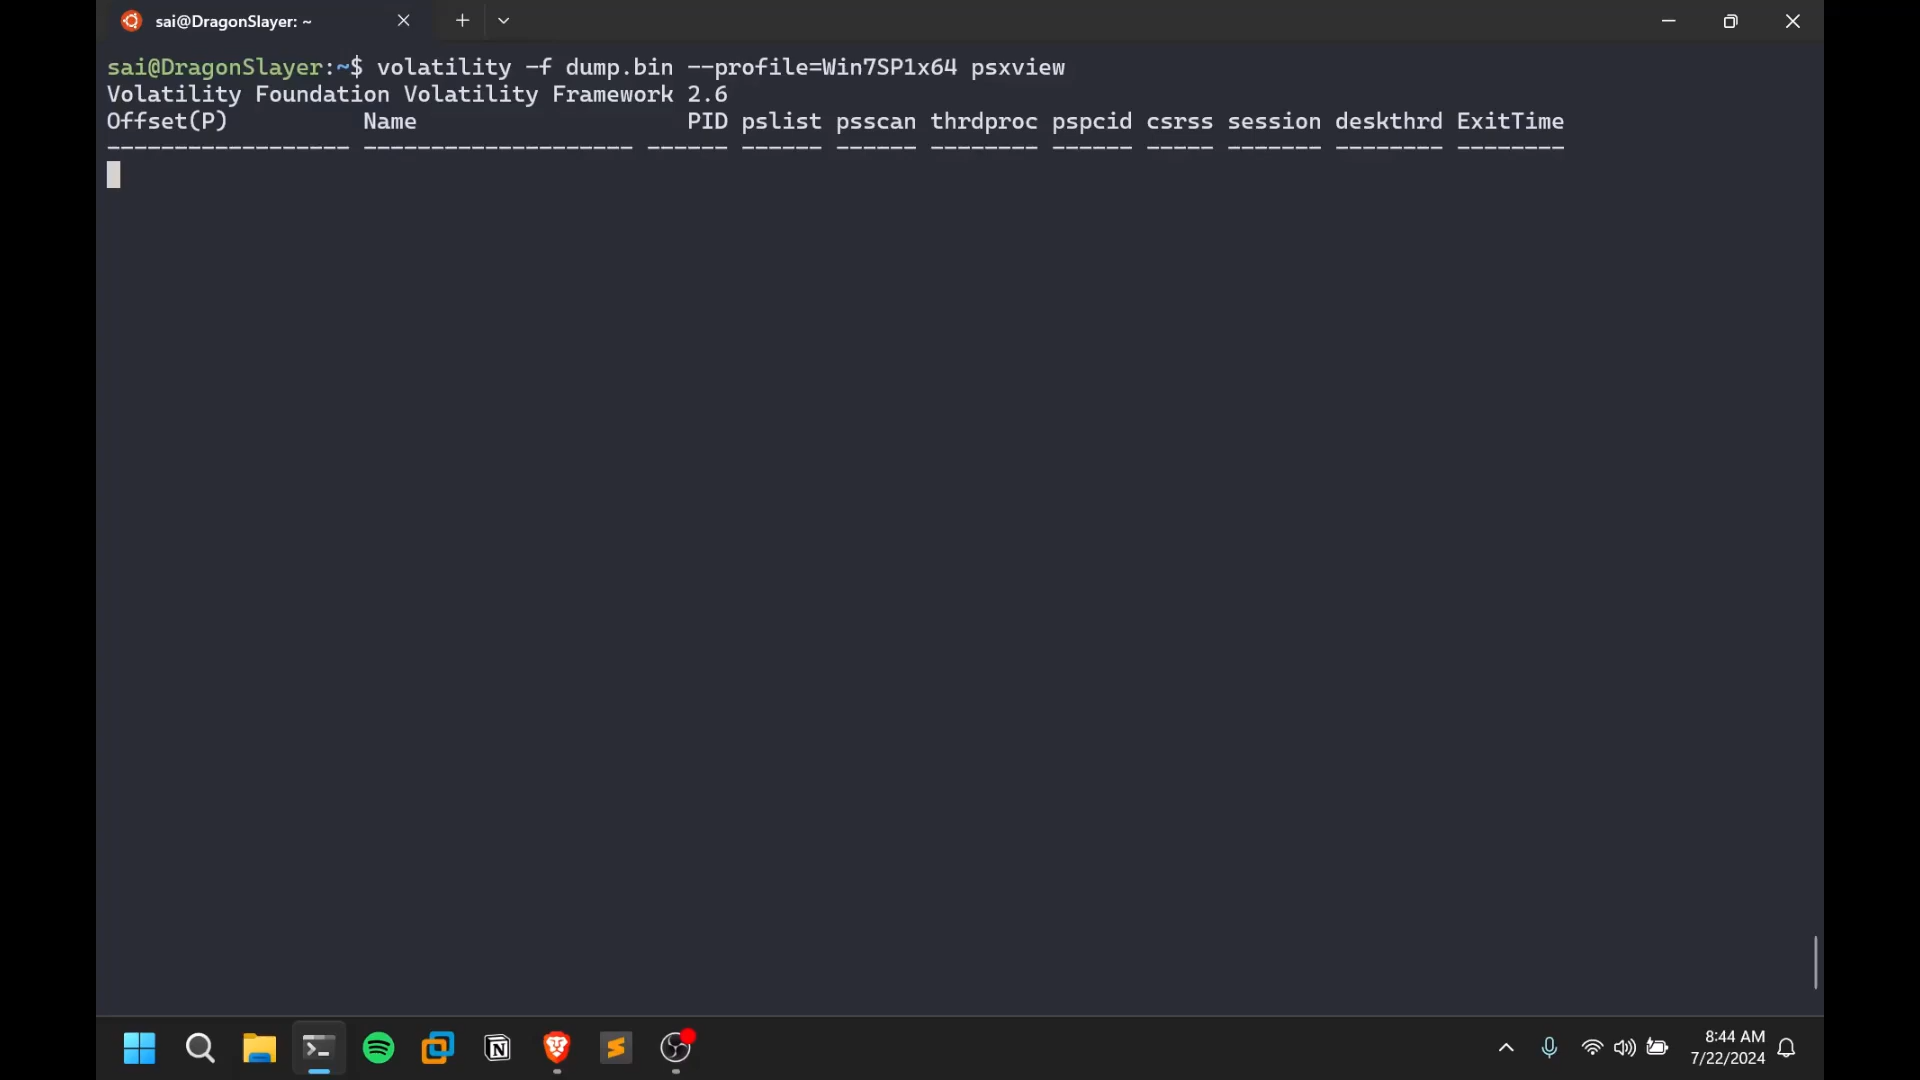 sai@DragonSlayer: ~
sai@DragonSlayer:~$ volatility -f dump.bin --profile=Win7SP1x64 psxview
Volatility Foundation Volatility Framework 2.6
Offset(P) Name PID pslist psscan thrdproc pspcid csrss session deskthrd ExitTime
------------------ -------------------- ------ ------ ------ -------- ------ ----- ------- -------- --------
8:44 AM
7/22/2024